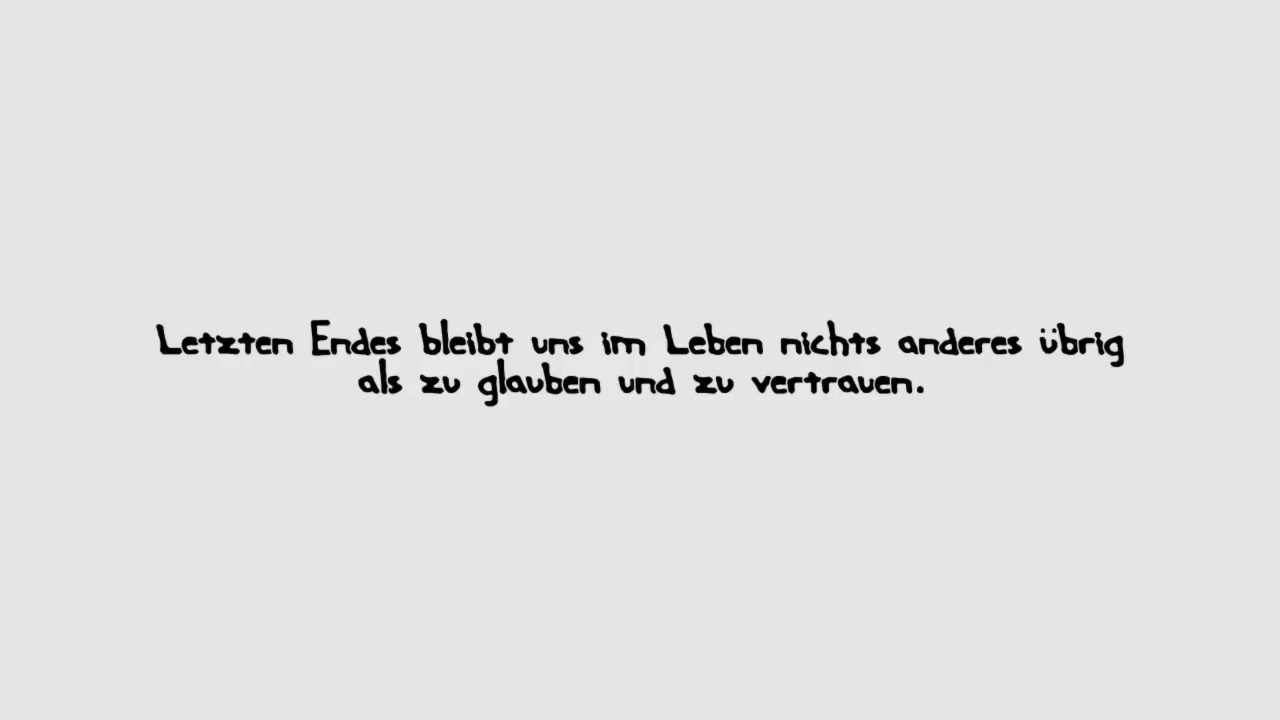 Letzten Endes bleibt uns im Leben nichts anderes übrig
als zu glauben und zu vertrauen.